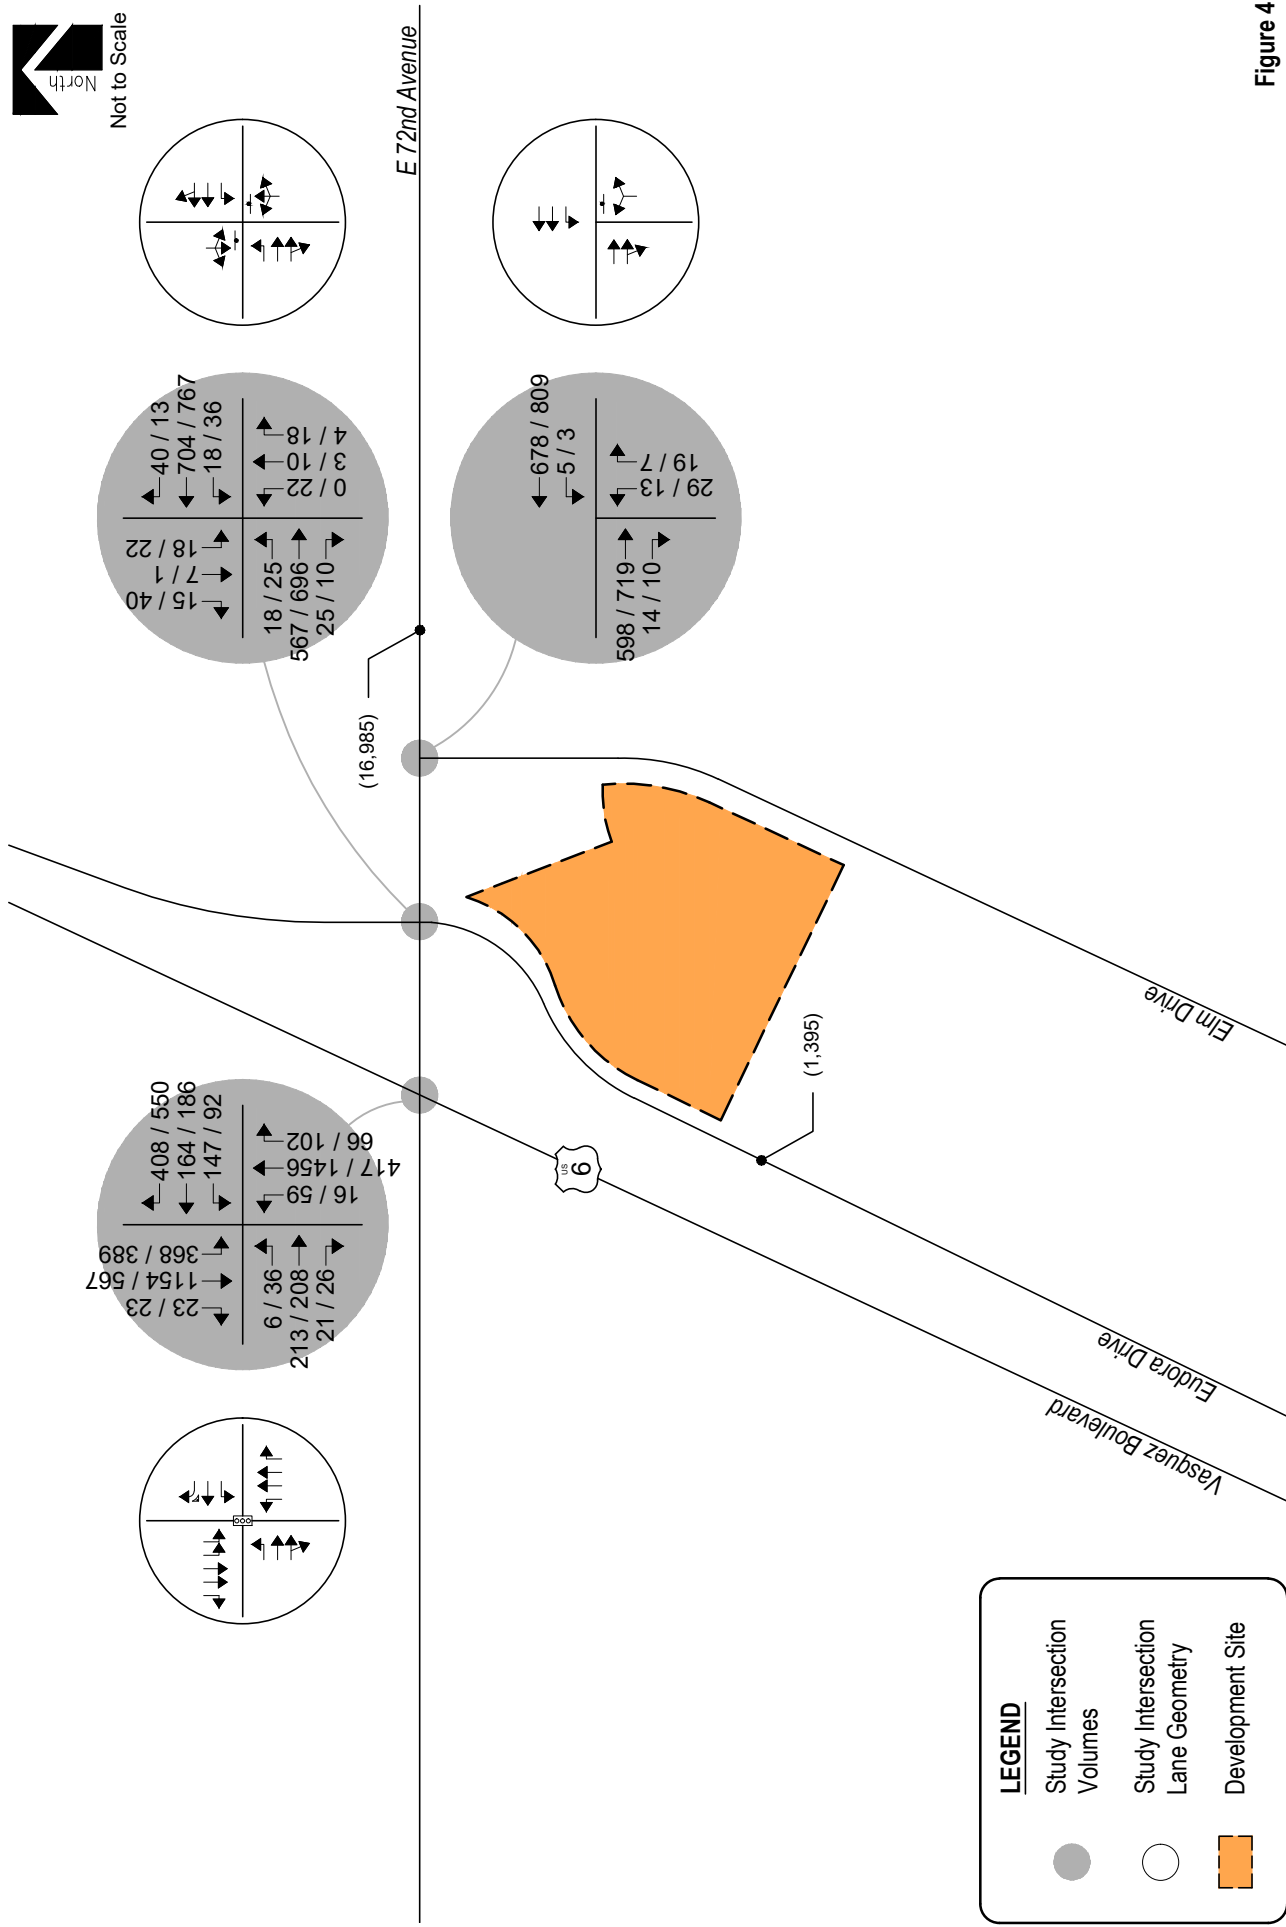 North
Not to Scale
E 72nd Avenue
Figure 4
408 / 550
164 / 186
147 / 92
23 / 23
1154 / 567
368 / 389
6 / 36
213 / 208
21 / 26
16 / 59
417 / 1456
66 / 102
40 / 13
704 / 767
18 / 36
15 / 40
7 / 1
18 / 22
18 / 25
567 / 696
25 / 10
0 / 22
3 / 10
4 / 18
678 / 809
5 / 3
598 / 719
14 / 10
29 / 13
19 / 7
(16,985)
(1,395)
US
6
Vasquez Boulevard
Eudora Drive
Elm Drive
LEGEND
Study Intersection
Volumes
Study Intersection
Lane Geometry
Development Site